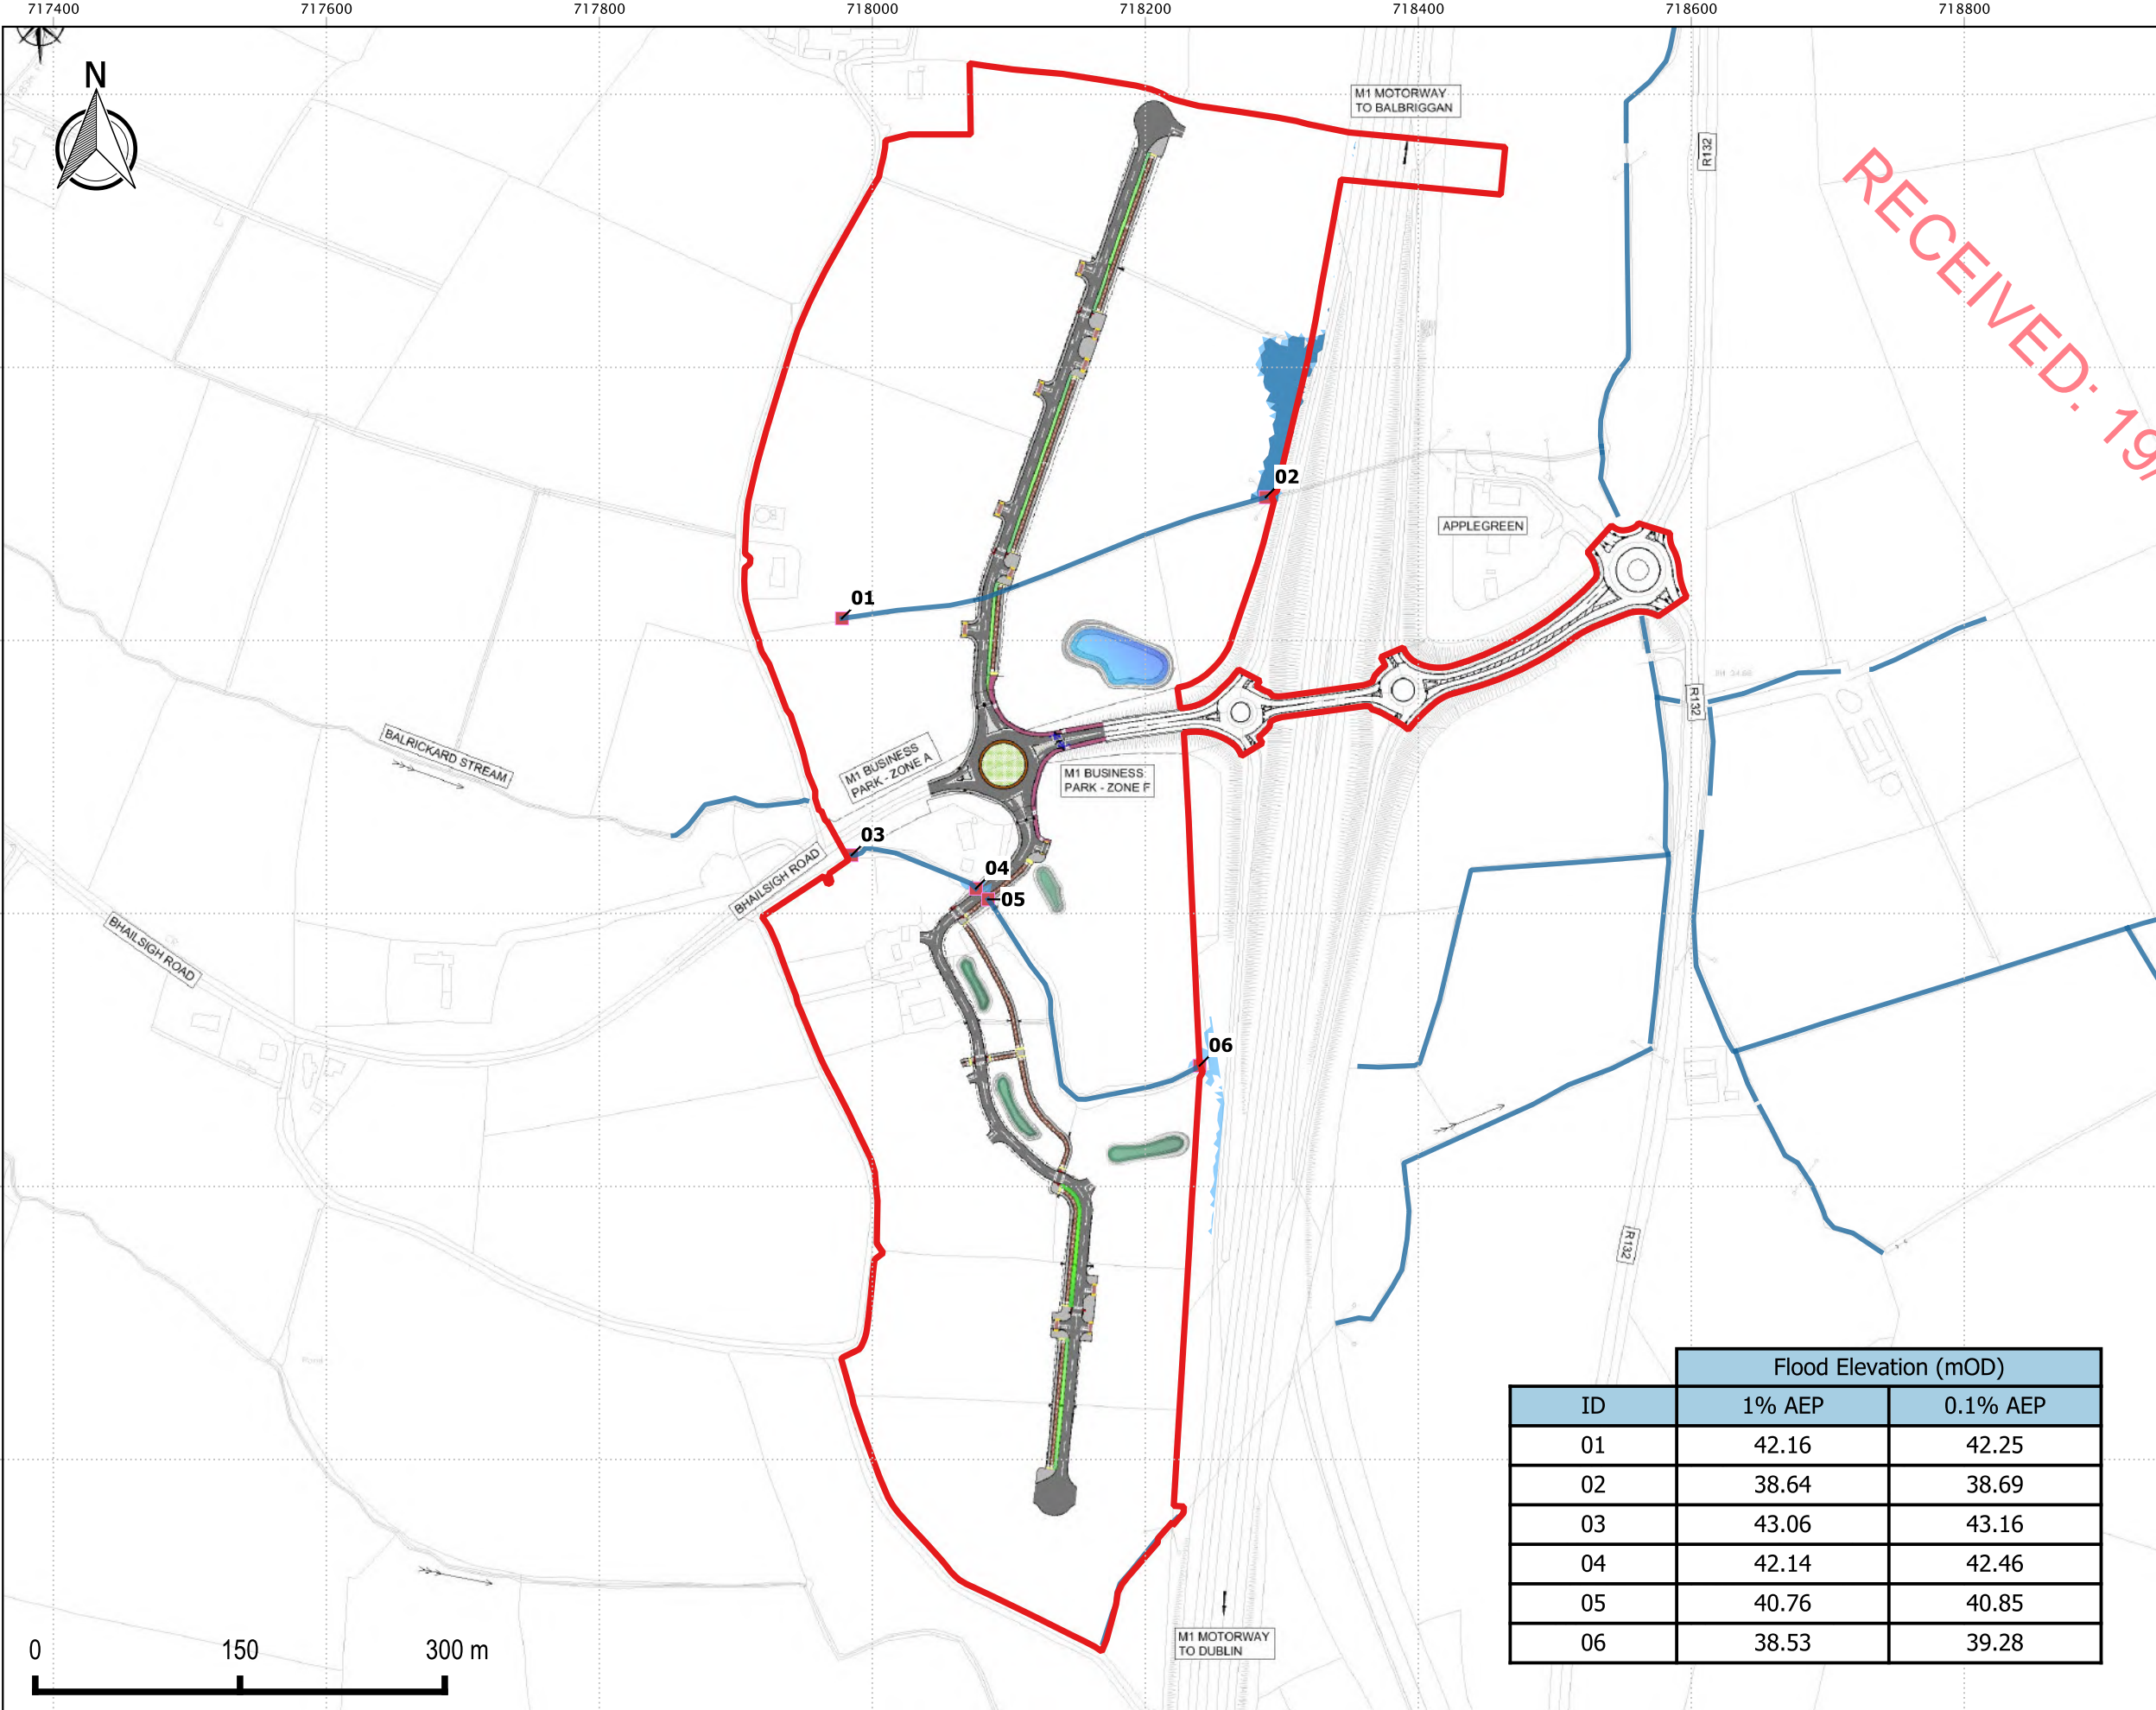 717400 717600 717800 718000 718200 718400 718600 718800
N
M1 MOTORWAY
TO BALBRIGGAN
R132
RECEIVED: 19/
02
APPLEGREEN
01
R132
BALRICKARD STREAM
M1 BUSINESS
PARK - ZONE A
M1 BUSINESS
PARK - ZONE F
03
BHAILSIGH ROAD
04
05
BHAILSIGH ROAD
06
R132
Flood Elevation (mOD)
ID 1% AEP 0.1% AEP
01 42.16 42.25
02 38.64 38.69
03 43.06 43.16
04 42.14 42.46
05 40.76 40.85
06 38.53 39.28
M1 MOTORWAY
TO DUBLIN
0 150 300 m